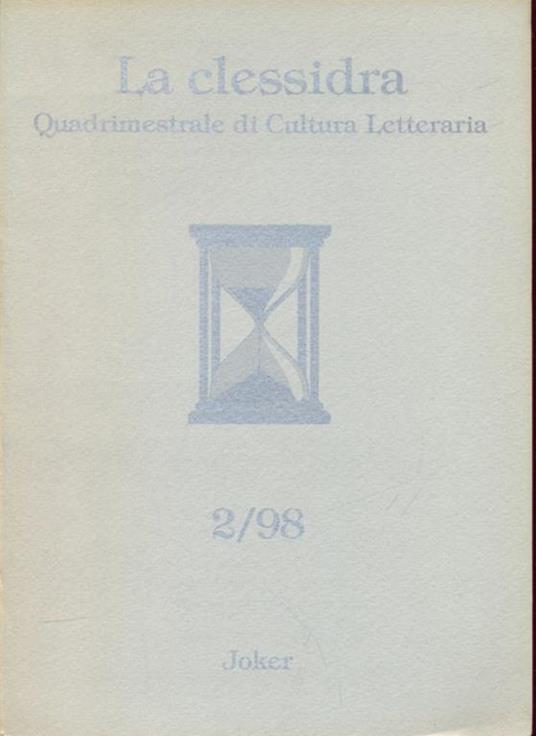 La clessidra
Quadrimestrale di Cultura Letteraria
2/98
Joker